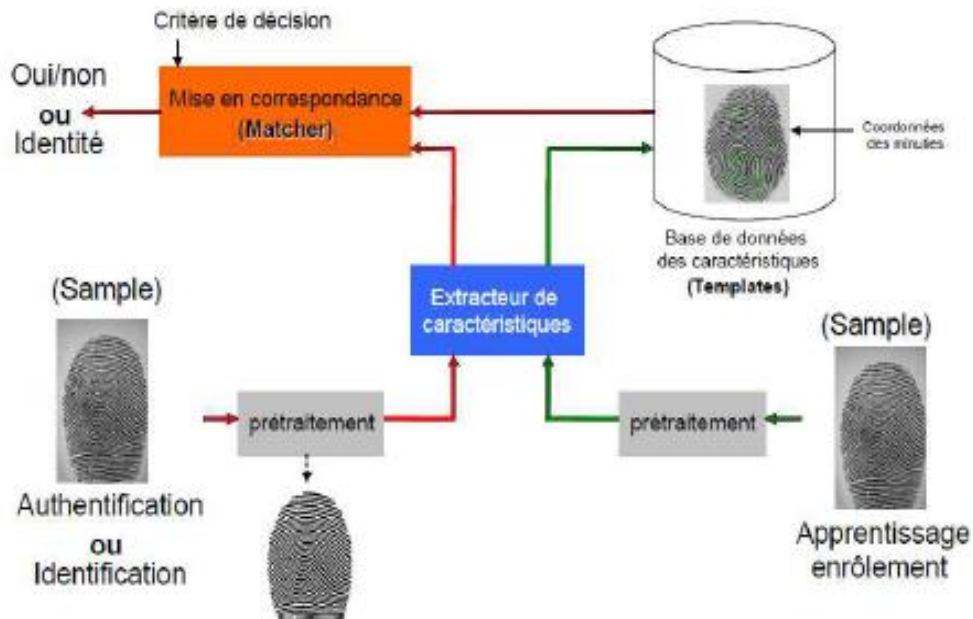 Critère de décision
Oui/non
ou
Identité
Mise en correspondance
(Matcher)
Coordonnées
des minuties
Base de données
des caractéristiques
(Templates)
(Sample)
Extracteur de
caractéristiques
(Sample)
prétraitement
prétraitement
Authentification
ou
Identification
Apprentissage
enrôlement